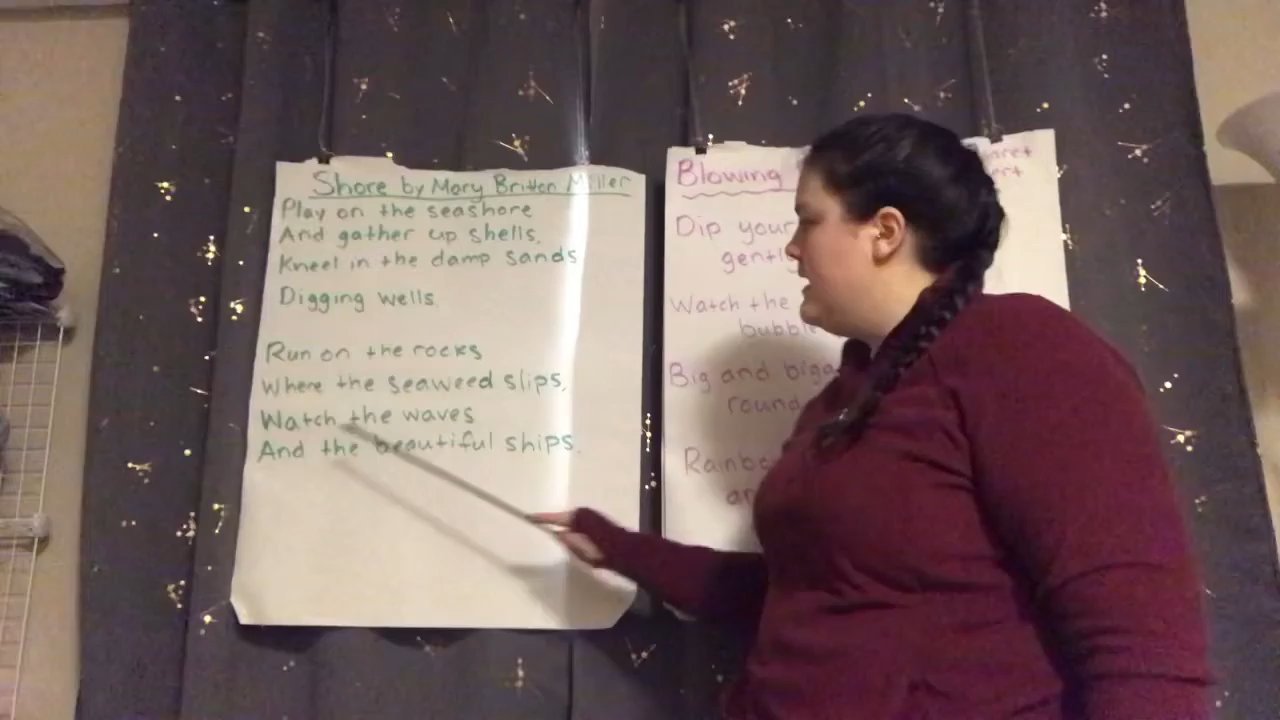 Shore by Mary Britton Miller
Play on the seashore
And gather up shells,
Kneel in the damp sands
Digging wells.
Run on the rocks
Where the seaweed slips,
Watch the waves
And the beautiful ships.
Blowing
Dip your
gently
Watch the
bubble
Big and bigg
round
Rainbo
an